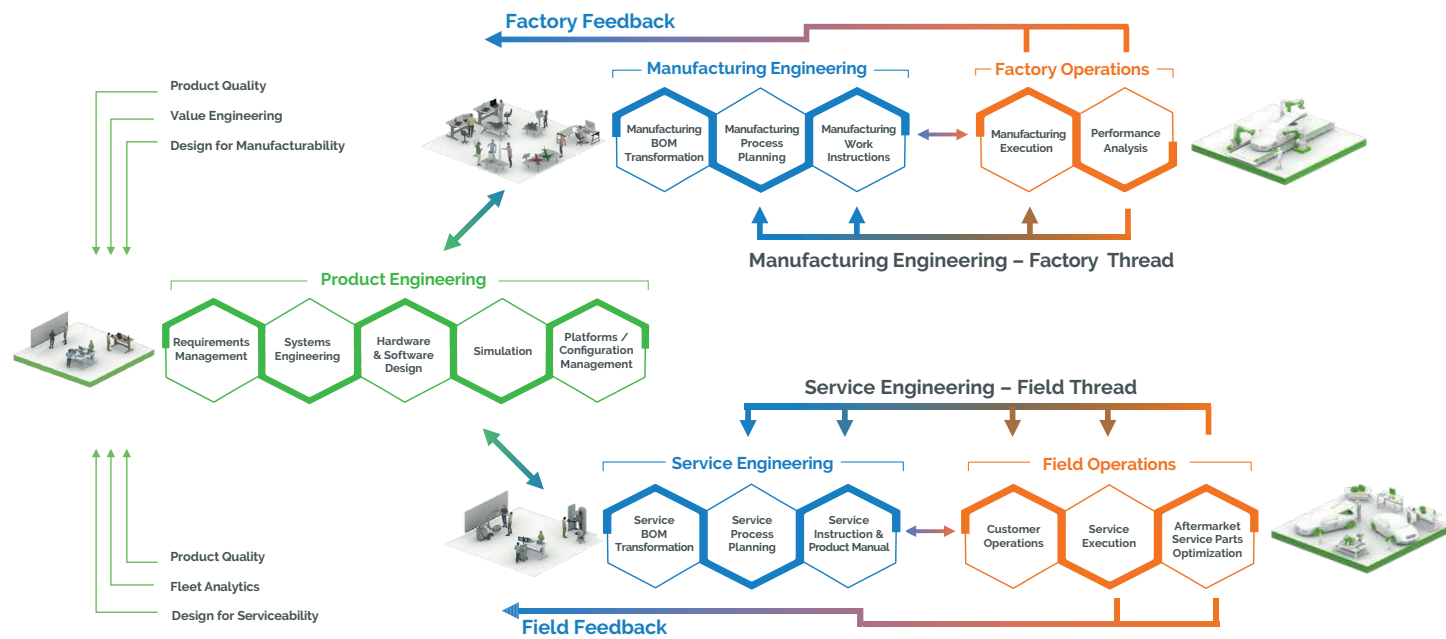 Factory Feedback
Manufacturing Engineering
Factory Operations
Product Quality
Value Engineering
Design for Manufacturability
Manufacturing
BOM
Transformation
Manufacturing
Process
Planning
Manufacturing
Work
Instructions
Manufacturing
Execution
Performance
Analysis
Manufacturing Engineering – Factory Thread
Product Engineering
Requirements
Management
Systems
Engineering
Hardware
& Software
Design
Simulation
Platforms /
Configuration
Management
Service Engineering – Field Thread
Service Engineering
Field Operations
Service
BOM
Transformation
Service
Process
Planning
Service
Instruction &
Product Manual
Customer
Operations
Service
Execution
Aftermarket
Service Parts
Optimization
Product Quality
Fleet Analytics
Design for Serviceability
Field Feedback